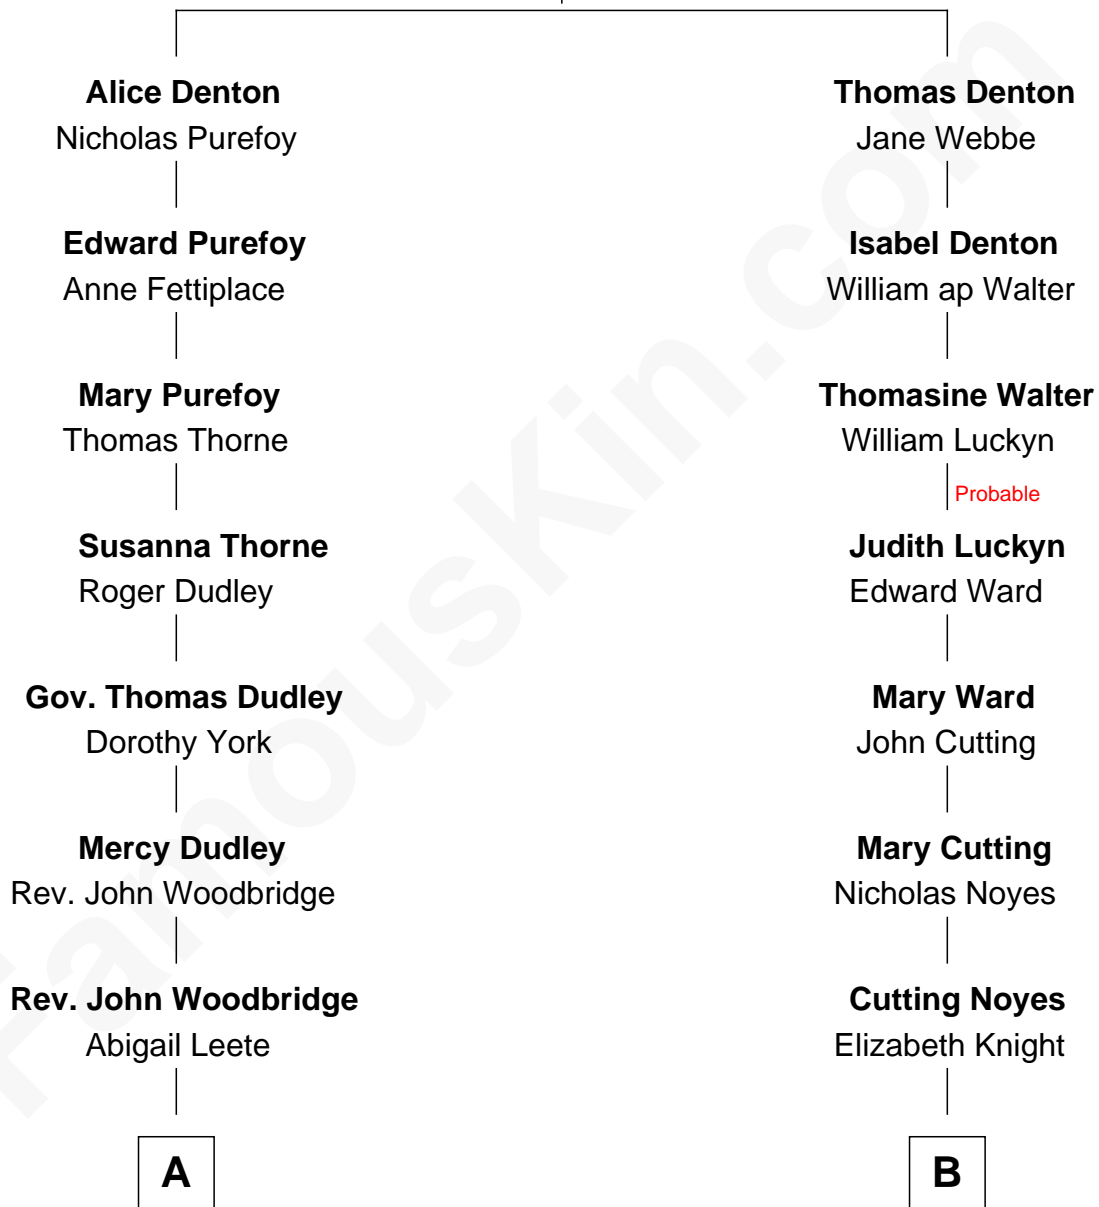 Alice Denton
Nicholas Purefoy
Edward Purefoy
Anne Fettiplace
Mary Purefoy
Thomas Thorne
Susanna Thorne
Roger Dudley
Gov. Thomas Dudley
Dorothy York
Mercy Dudley
Rev. John Woodbridge
Rev. John Woodbridge
Abigail Leete
A
Thomas Denton
Jane Webbe
Isabel Denton
William ap Walter
Thomasine Walter
William Luckyn
Probable
Judith Luckyn
Edward Ward
Mary Ward
John Cutting
Mary Cutting
Nicholas Noyes
Cutting Noyes
Elizabeth Knight
B
FamousKin.com